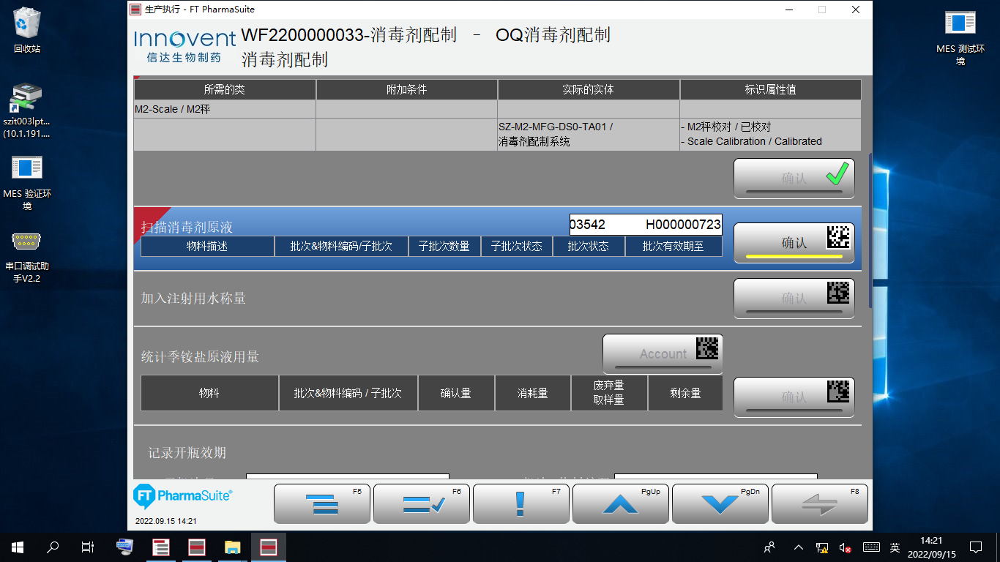 生产执行 - FT PharmaSuite
回收站
MES 测试环
境
Innovent
信达生物制药
WF2200000033-消毒剂配制 - OQ消毒剂配制
消毒剂配制
szit003lpt...
(10.1.191....
MES 验证环
境
串口调试助
手V2.2
所需的类 附加条件 实际的实体 标识属性值
M2-Scale / M2秤
SZ-M2-MFG-DS0-TA01 /
消毒剂配制系统
- M2秤校对 / 已校对
- Scale Calibration / Calibrated
确认
扫描消毒剂原液
03542 H000000723
物料描述 批次&物料编码/子批次 子批次数量 子批次状态 批次状态 批次有效期至
确认
加入注射用水称量
确认
统计季铵盐原液用量
Account
物料 批次&物料编码 / 子批次 确认量 消耗量 废弃量
取样量 剩余量
确认
记录开瓶效期
FT PharmaSuite
2022.09.15 14:21
F5
F6
F7
PgUp
PgDn
F8
英
14:21
2022/09/15